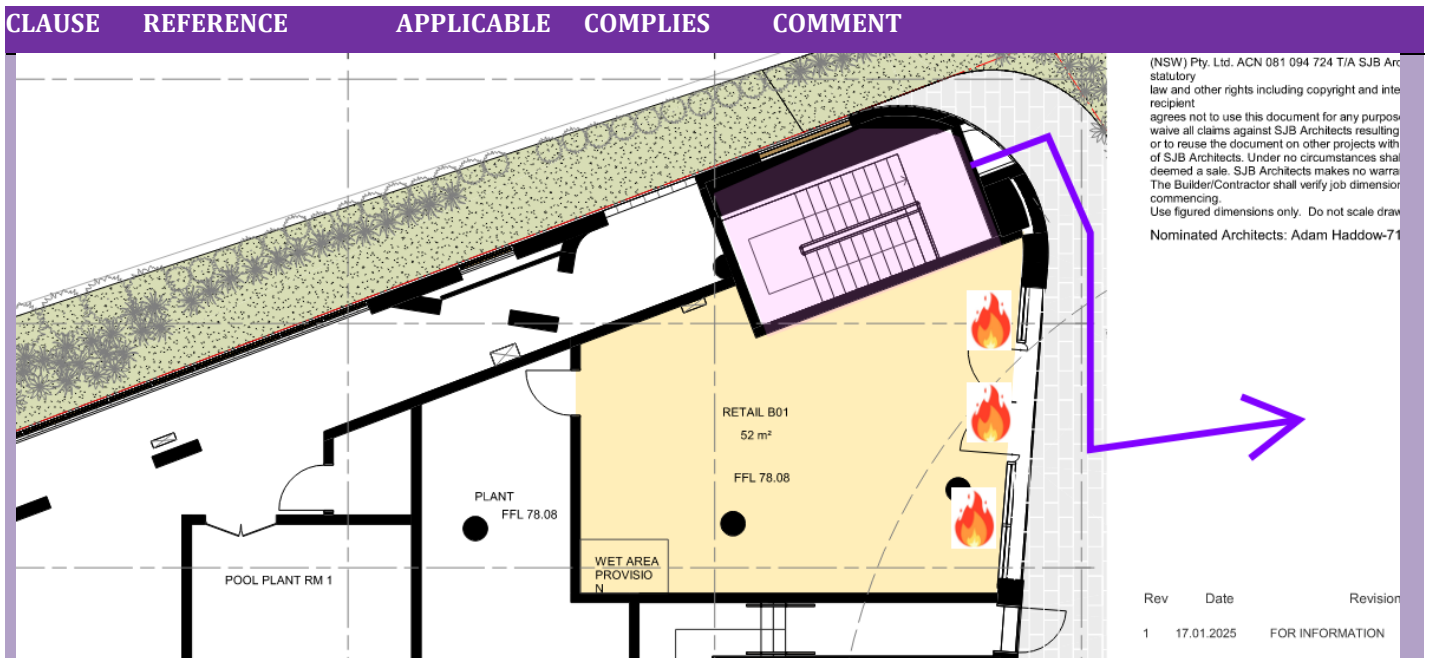 CLAUSE REFERENCE APPLICABLE COMPLIES COMMENT
(NSW) Pty. Ltd. ACN 081 094 724 T/A SJB Arc
statutory
law and other rights including copyright and inte
recipient
agrees not to use this document for any purpose
waive all claims against SJB Architects resulting
or to reuse the document on other projects with
of SJB Architects. Under no circumstances shal
deemed a sale. SJB Architects makes no warra
The Builder/Contractor shall verify job dimension
commencing.
Use figured dimensions only. Do not scale draw
Nominated Architects: Adam Haddow-71
RETAIL B01
52 m²
FFL 78.08
PLANT
FFL 78.08
WET AREA
PROVISIO
N
POOL PLANT RM 1
Rev Date Revision
1 17.01.2025 FOR INFORMATION